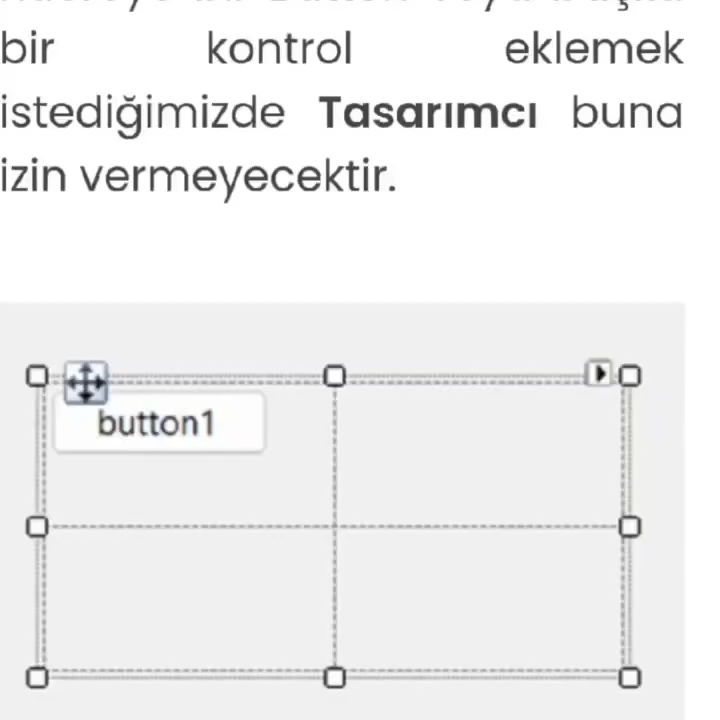 bir kontrol eklemek
istediğimizde Tasarımcı buna
izin vermeyecektir.
button1